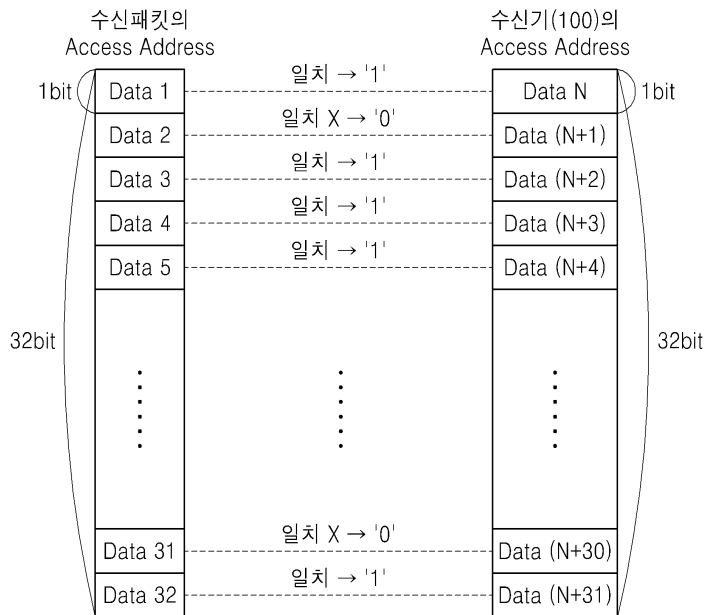 수신패킷의
Access Address
수신기(100)의
Access Address
1bit
Data 1
일치 → '1'
Data N
1bit
Data 2
일치 X → '0'
Data (N+1)
Data 3
일치 → '1'
Data (N+2)
Data 4
일치 → '1'
Data (N+3)
Data 5
일치 → '1'
Data (N+4)
32bit
32bit
Data 31
일치 X → '0'
Data (N+30)
Data 32
일치 → '1'
Data (N+31)